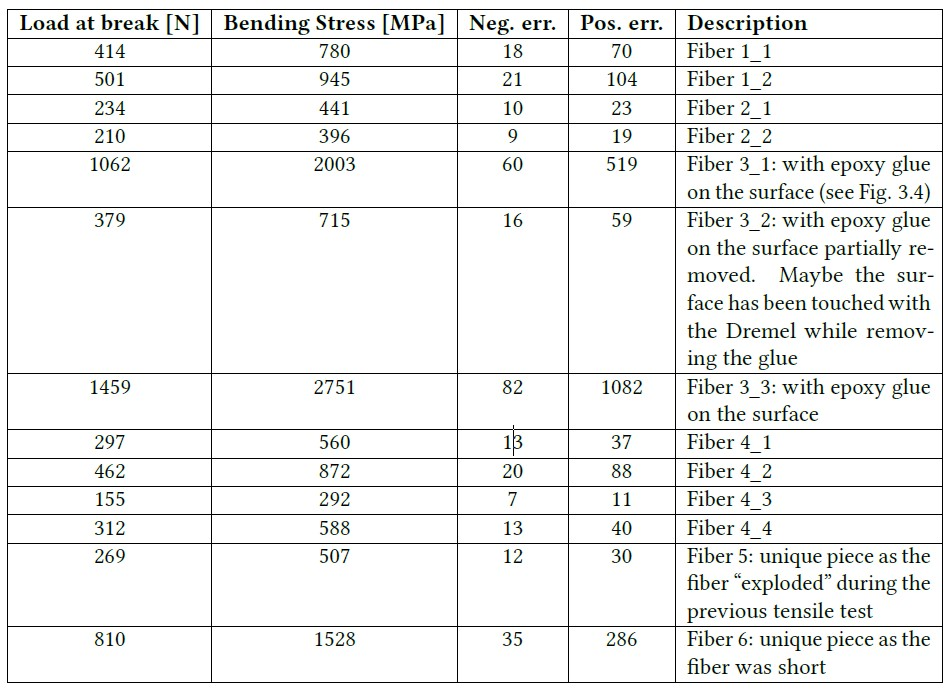 Load at break [N] Bending Stress [MPa] Neg. err. Pos. err. Description
414 780 18 70 Fiber 1_1
501 945 21 104 Fiber 1_2
234 441 10 23 Fiber 2_1
210 396 9 19 Fiber 2_2
1062 2003 60 519 Fiber 3_1: with epoxy glue
on the surface (see Fig. 3.4)
379 715 16 59 Fiber 3_2: with epoxy glue
on the surface partially re-
moved. Maybe the sur-
face has been touched with
the Dremel while remov-
ing the glue
1459 2751 82 1082 Fiber 3_3: with epoxy glue
on the surface
297 560 13 37 Fiber 4_1
462 872 20 88 Fiber 4_2
155 292 7 11 Fiber 4_3
312 588 13 40 Fiber 4_4
269 507 12 30 Fiber 5: unique piece as the
fiber “exploded” during the
previous tensile test
810 1528 35 286 Fiber 6: unique piece as the
fiber was short